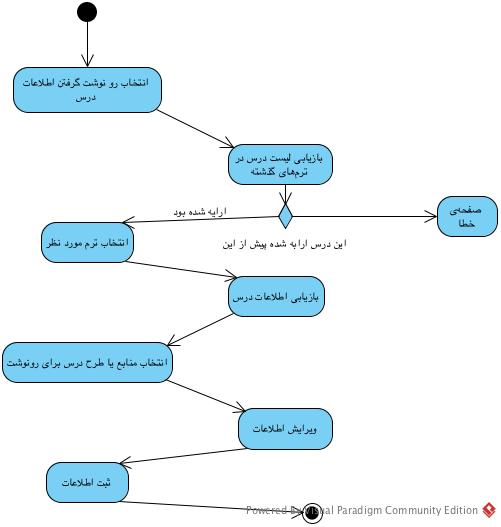 انتخاب رو نوشت گرفتن اطلاعات
درس
بازیابی لیست درس در
ترم‌های گذشته
ارایه شده بود
صفحه‌ی
خطا
انتخاب ترم مورد نظر
این درس ارایه شده پیش از این
بازیابی اطلاعات درس
انتخاب منابع یا طرح درس برای رونوشت
ویرایش اطلاعات
ثبت اطلاعات
Powered By Visual Paradigm Community Edition